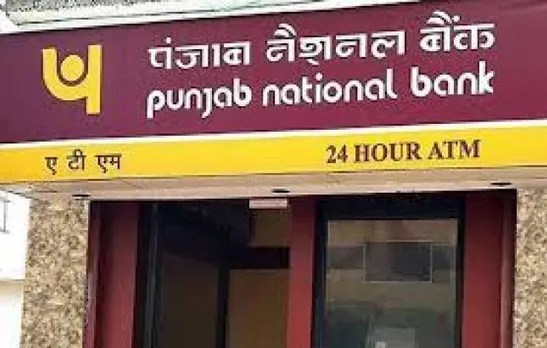 पंजाब नैशनल बैंक
punjab national bank
ए टी एम 24 HOUR ATM